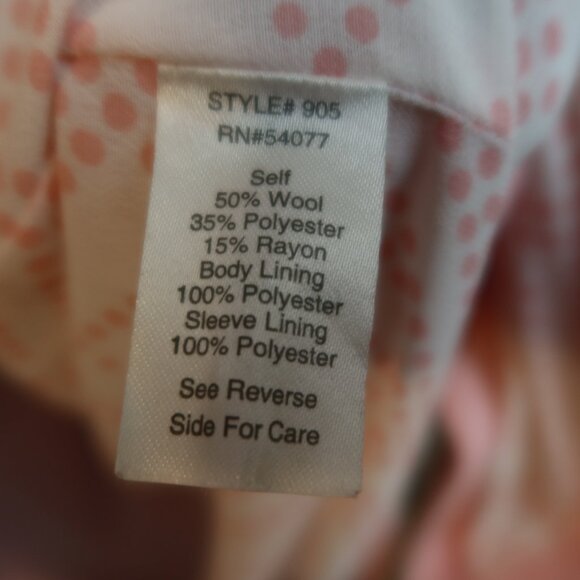 STYLE# 905
RN#54077
Self
50% Wool
35% Polyester
15% Rayon
Body Lining
100% Polyester
Sleeve Lining
100% Polyester
See Reverse
Side For Care